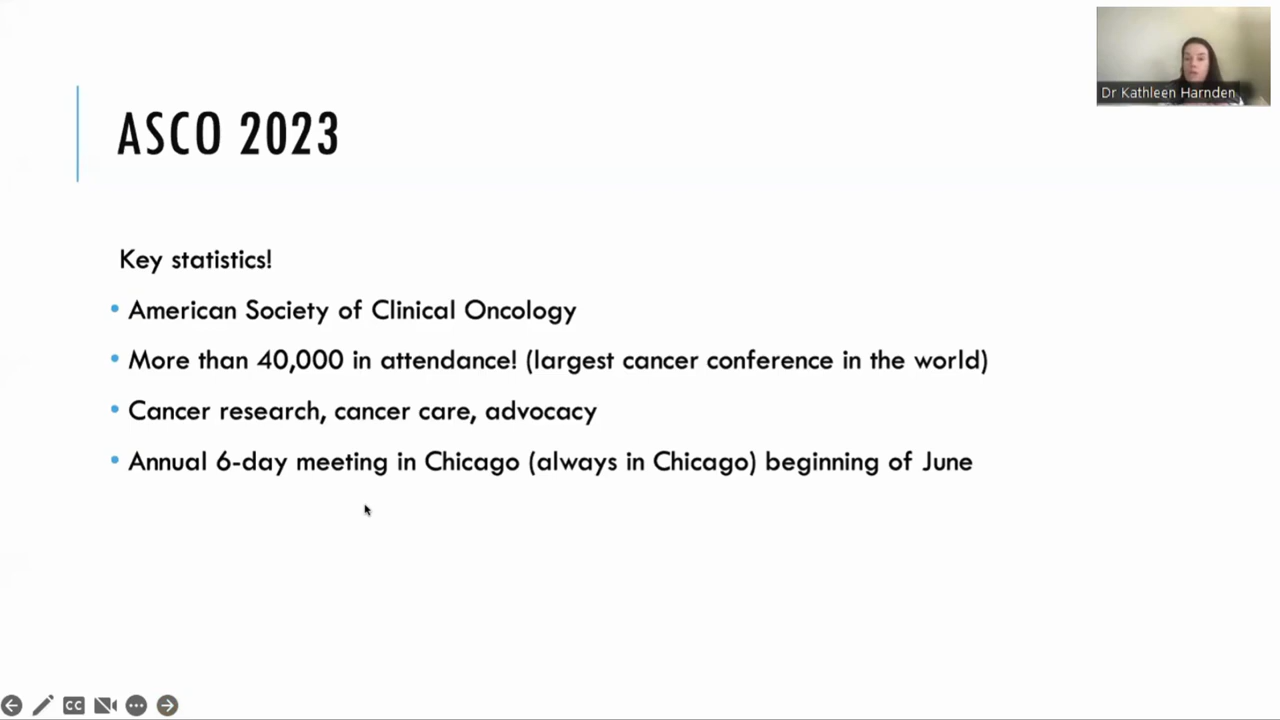 Dr Kathleen Harnden
ASCO 2023
Key statistics!
• American Society of Clinical Oncology
• More than 40,000 in attendance! (largest cancer conference in the world)
• Cancer research, cancer care, advocacy
• Annual 6-day meeting in Chicago (always in Chicago) beginning of June
CC